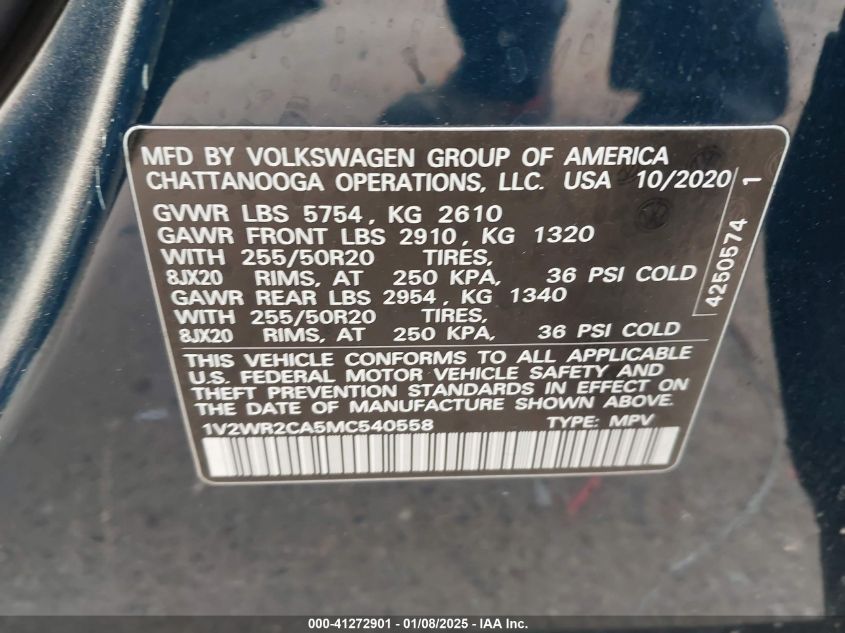 MFD BY VOLKSWAGEN GROUP OF AMERICA
CHATTANOOGA OPERATIONS, LLC. USA 10/2020
GVWR LBS 5754, KG 2610
GAWR FRONT LBS 2910, KG 1320
WITH 255/50R20 TIRES,
8JX20 RIMS, AT 250 KPA, 36 PSI COLD
GAWR REAR LBS 2954, KG 1340
WITH 255/50R20 TIRES,
8JX20 RIMS, AT 250 KPA, 36 PSI COLD
THIS VEHICLE CONFORMS TO ALL APPLICABLE
U.S. FEDERAL MOTOR VEHICLE SAFETY AND
THEFT PREVENTION STANDARDS IN EFFECT ON
THE DATE OF MANUFACTURE SHOWN ABOVE.
1V2WR2CA5MC540558 TYPE: MPV
4250574 1
000-41272901 - 01/08/2025 - IAA Inc.